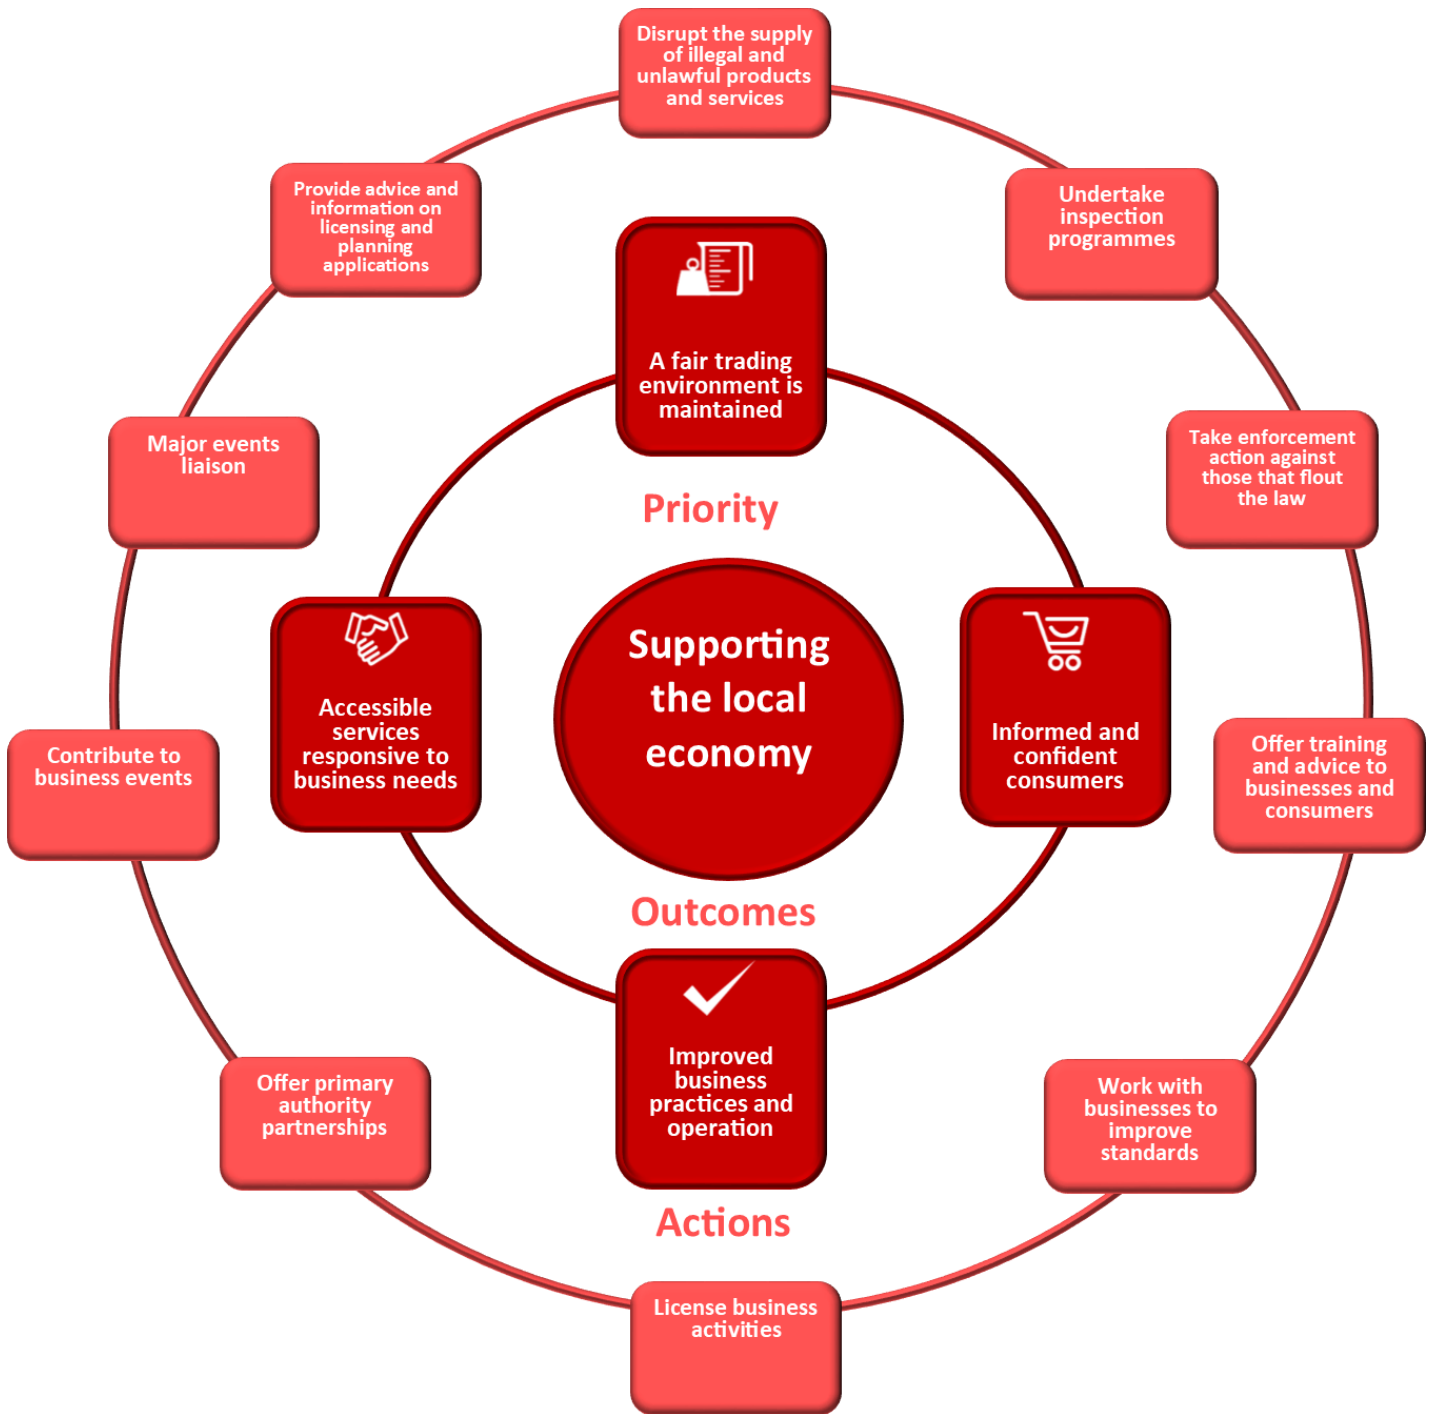 Disrupt the supply
of illegal and
unlawful products
and services
Undertake
inspection
programmes
Take enforcement
action against
those that flout
the law
Offer training
and advice to
businesses and
consumers
Work with
businesses to
improve
standards
License business
activities
Offer primary
authority
partnerships
Contribute to
business events
Major events
liaison
Provide advice and
information on
licensing and
planning
applications
A fair trading
environment is
maintained
Informed and
confident
consumers
Improved
business
practices and
operation
Accessible
services
responsive to
business needs
Priority
Supporting
the local
economy
Outcomes
Actions